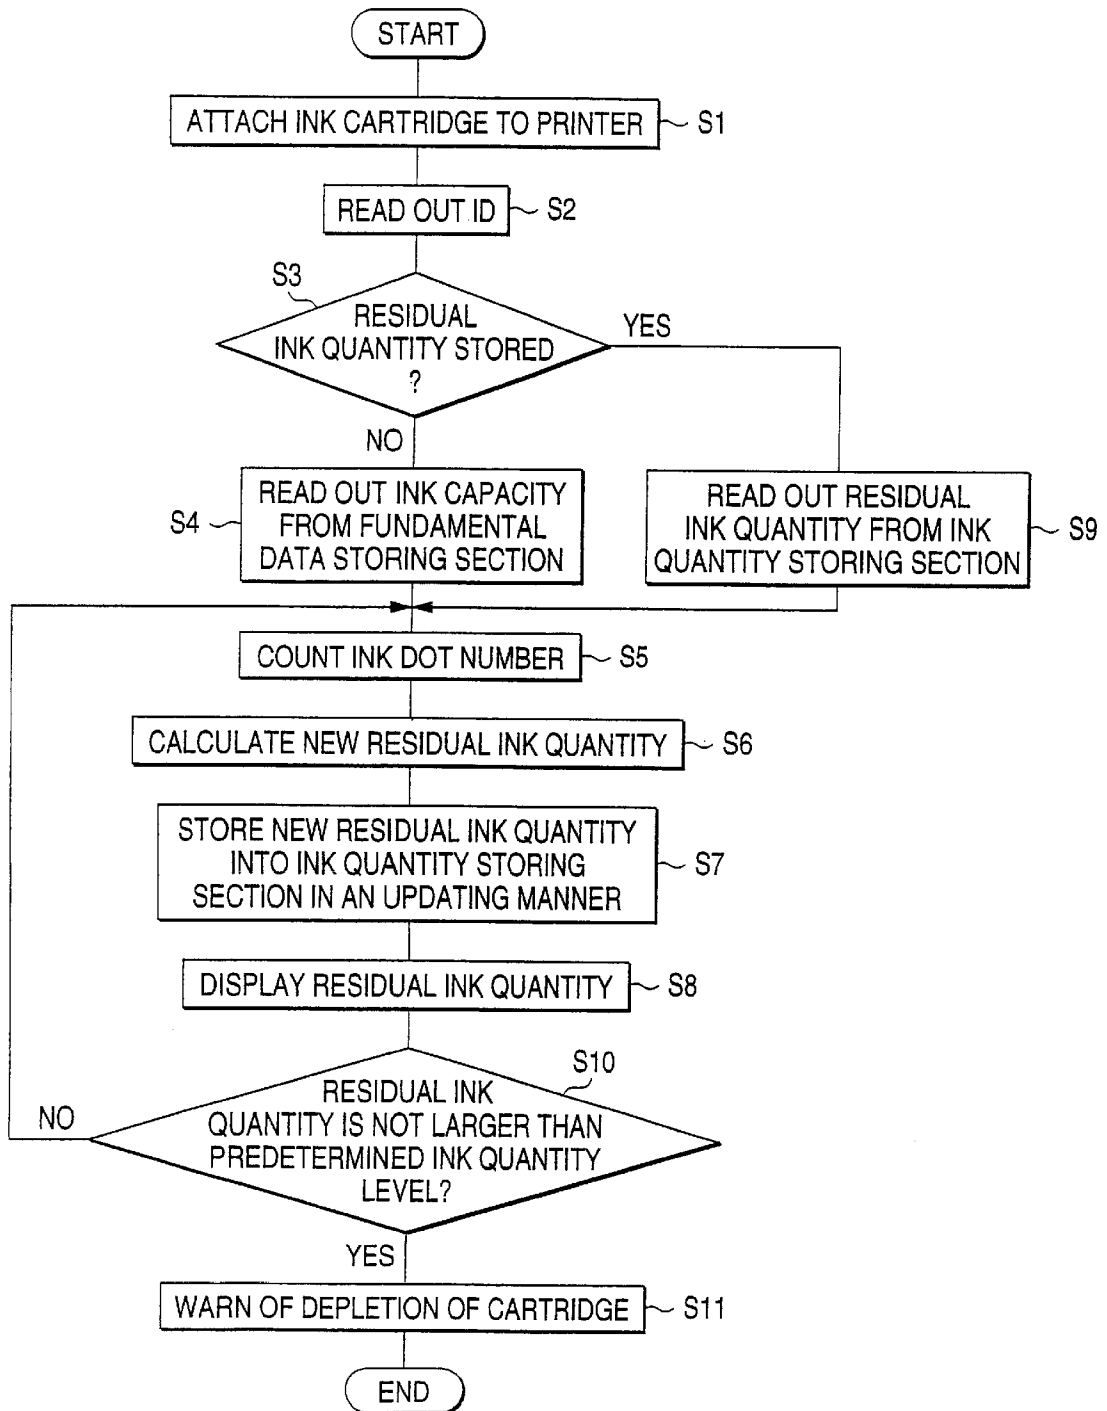 START
ATTACH INK CARTRIDGE TO PRINTER
S1
READ OUT ID
S2
S3
RESIDUAL
INK QUANTITY STORED
?
YES
NO
S4
READ OUT INK CAPACITY
FROM FUNDAMENTAL
DATA STORING SECTION
READ OUT RESIDUAL
INK QUANTITY FROM INK
QUANTITY STORING SECTION
S9
COUNT INK DOT NUMBER
S5
CALCULATE NEW RESIDUAL INK QUANTITY
S6
STORE NEW RESIDUAL INK QUANTITY
INTO INK QUANTITY STORING
SECTION IN AN UPDATING MANNER
S7
DISPLAY RESIDUAL INK QUANTITY
S8
S10
RESIDUAL INK
QUANTITY IS NOT LARGER THAN
PREDETERMINED INK QUANTITY
LEVEL?
NO
YES
WARN OF DEPLETION OF CARTRIDGE
S11
END